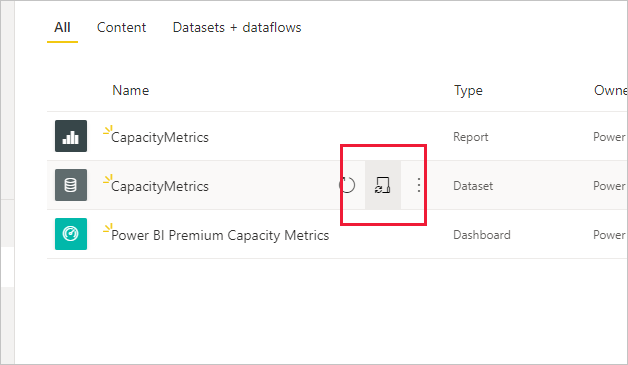 All Content Datasets + dataflows
Name Type Owne
CapacityMetrics Report Power
CapacityMetrics Dataset Power
Power BI Premium Capacity Metrics Dashboard Power